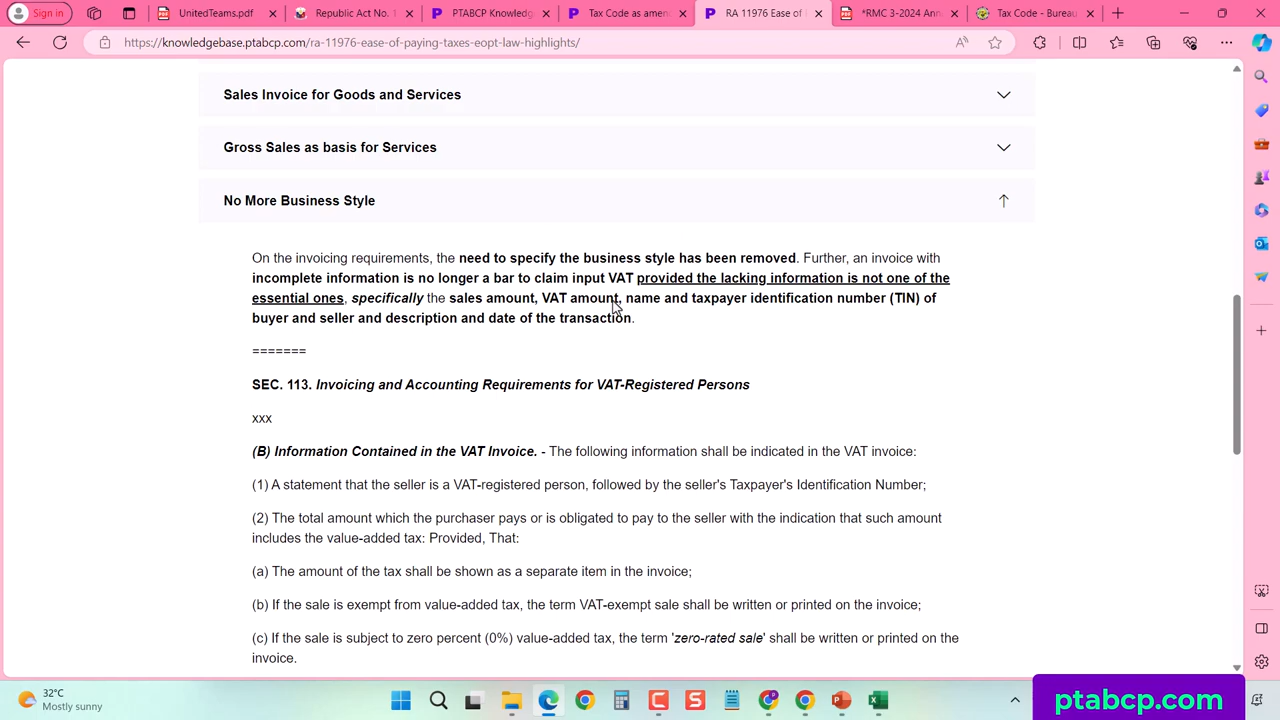 Sign in
UnitedTeams.pdf
Republic Act No. 1
PTABCP Knowledg
Tax Code as amen
RA 11976 Ease of
RMC 3-2024 Ann
Tax Code - Bureau
https://knowledgebase.ptabcp.com/ra-11976-ease-of-paying-taxes-eopt-law-highlights/
Sales Invoice for Goods and Services
Gross Sales as basis for Services
No More Business Style
On the invoicing requirements, the need to specify the business style has been removed. Further, an invoice with
incomplete information is no longer a bar to claim input VAT provided the lacking information is not one of the
essential ones, specifically the sales amount, VAT amount, name and taxpayer identification number (TIN) of
buyer and seller and description and date of the transaction.
=======
SEC. 113. Invoicing and Accounting Requirements for VAT-Registered Persons
xxx
(B) Information Contained in the VAT Invoice. - The following information shall be indicated in the VAT invoice:
(1) A statement that the seller is a VAT-registered person, followed by the seller's Taxpayer's Identification Number;
(2) The total amount which the purchaser pays or is obligated to pay to the seller with the indication that such amount
includes the value-added tax: Provided, That:
(a) The amount of the tax shall be shown as a separate item in the invoice;
(b) If the sale is exempt from value-added tax, the term VAT-exempt sale shall be written or printed on the invoice;
(c) If the sale is subject to zero percent (0%) value-added tax, the term 'zero-rated sale' shall be written or printed on the
invoice.
32°C
Mostly sunny
ptabcp.com